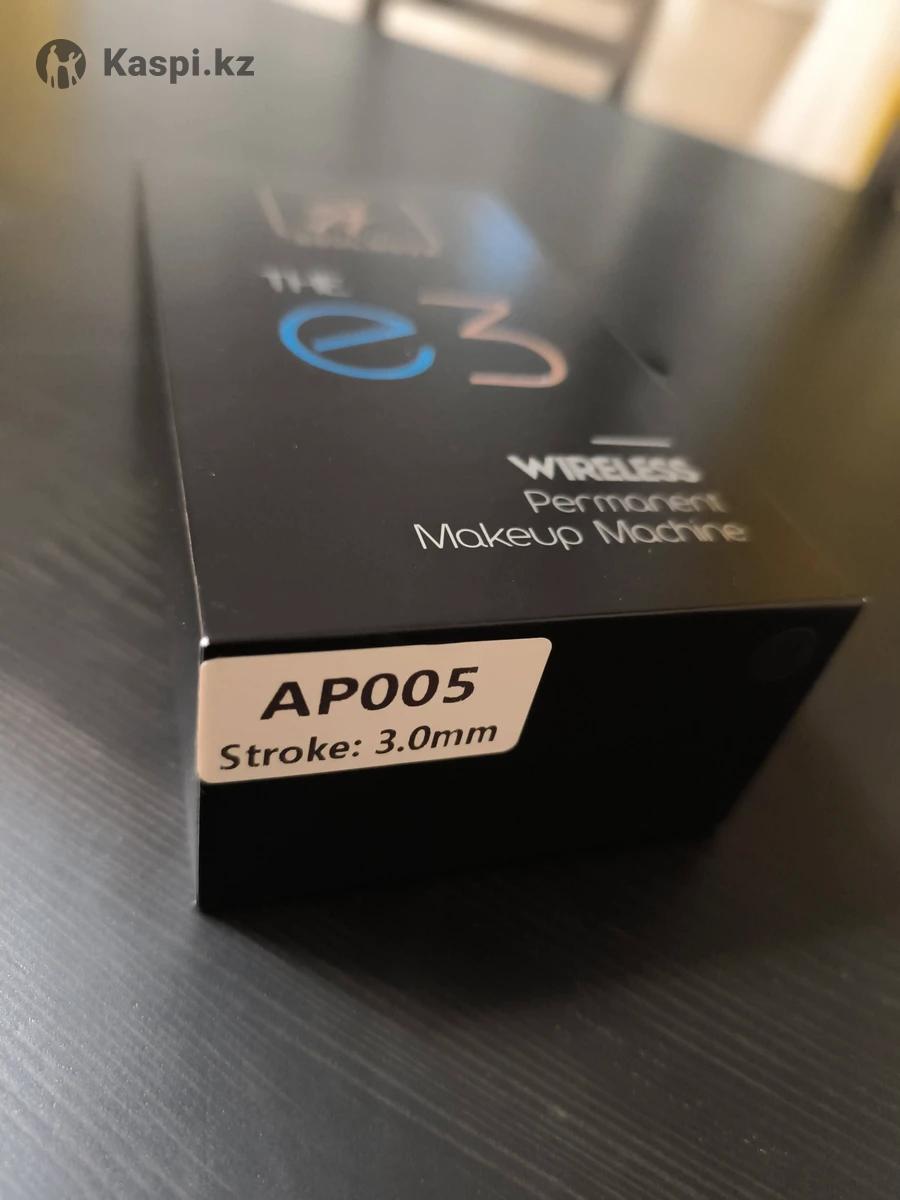 Kaspi.kz
THE
e3
WIRELESS
Permanent
Makeup Machine
AP005
Stroke: 3.0mm